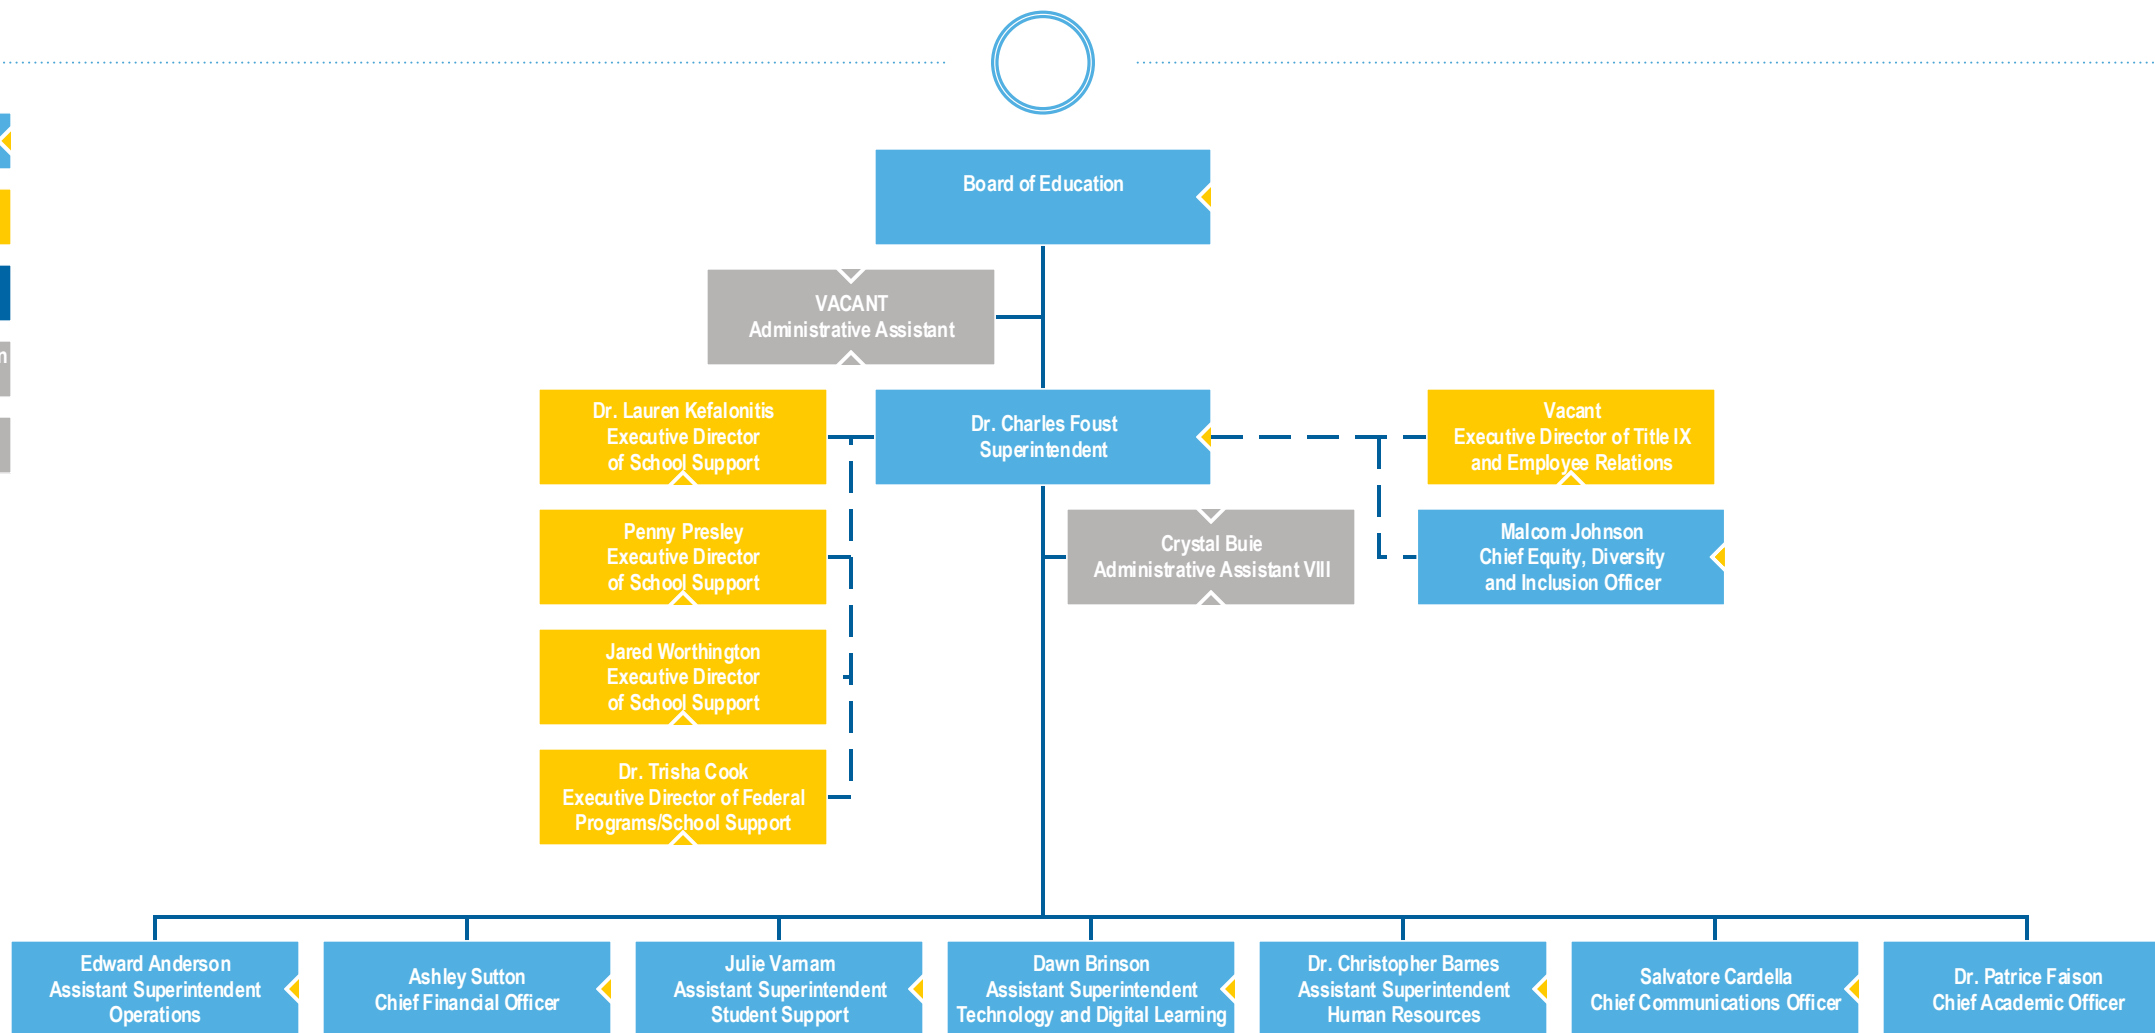 Board of Education
VACANT
Administrative Assistant
Dr. Lauren Kefalonitis
Executive Director
of School Support
Dr. Charles Foust
Superintendent
Vacant
Executive Director of Title IX
and Employee Relations
Penny Presley
Executive Director
of School Support
Crystal Buie
Administrative Assistant VIII
Malcom Johnson
Chief Equity, Diversity
and Inclusion Officer
Jared Worthington
Executive Director
of School Support
Dr. Trisha Cook
Executive Director of Federal
Programs/School Support
Edward Anderson
Assistant Superintendent
Operations
Ashley Sutton
Chief Financial Officer
Julie Varnam
Assistant Superintendent
Student Support
Dawn Brinson
Assistant Superintendent
Technology and Digital Learning
Dr. Christopher Barnes
Assistant Superintendent
Human Resources
Salvatore Cardella
Chief Communications Officer
Dr. Patrice Faison
Chief Academic Officer